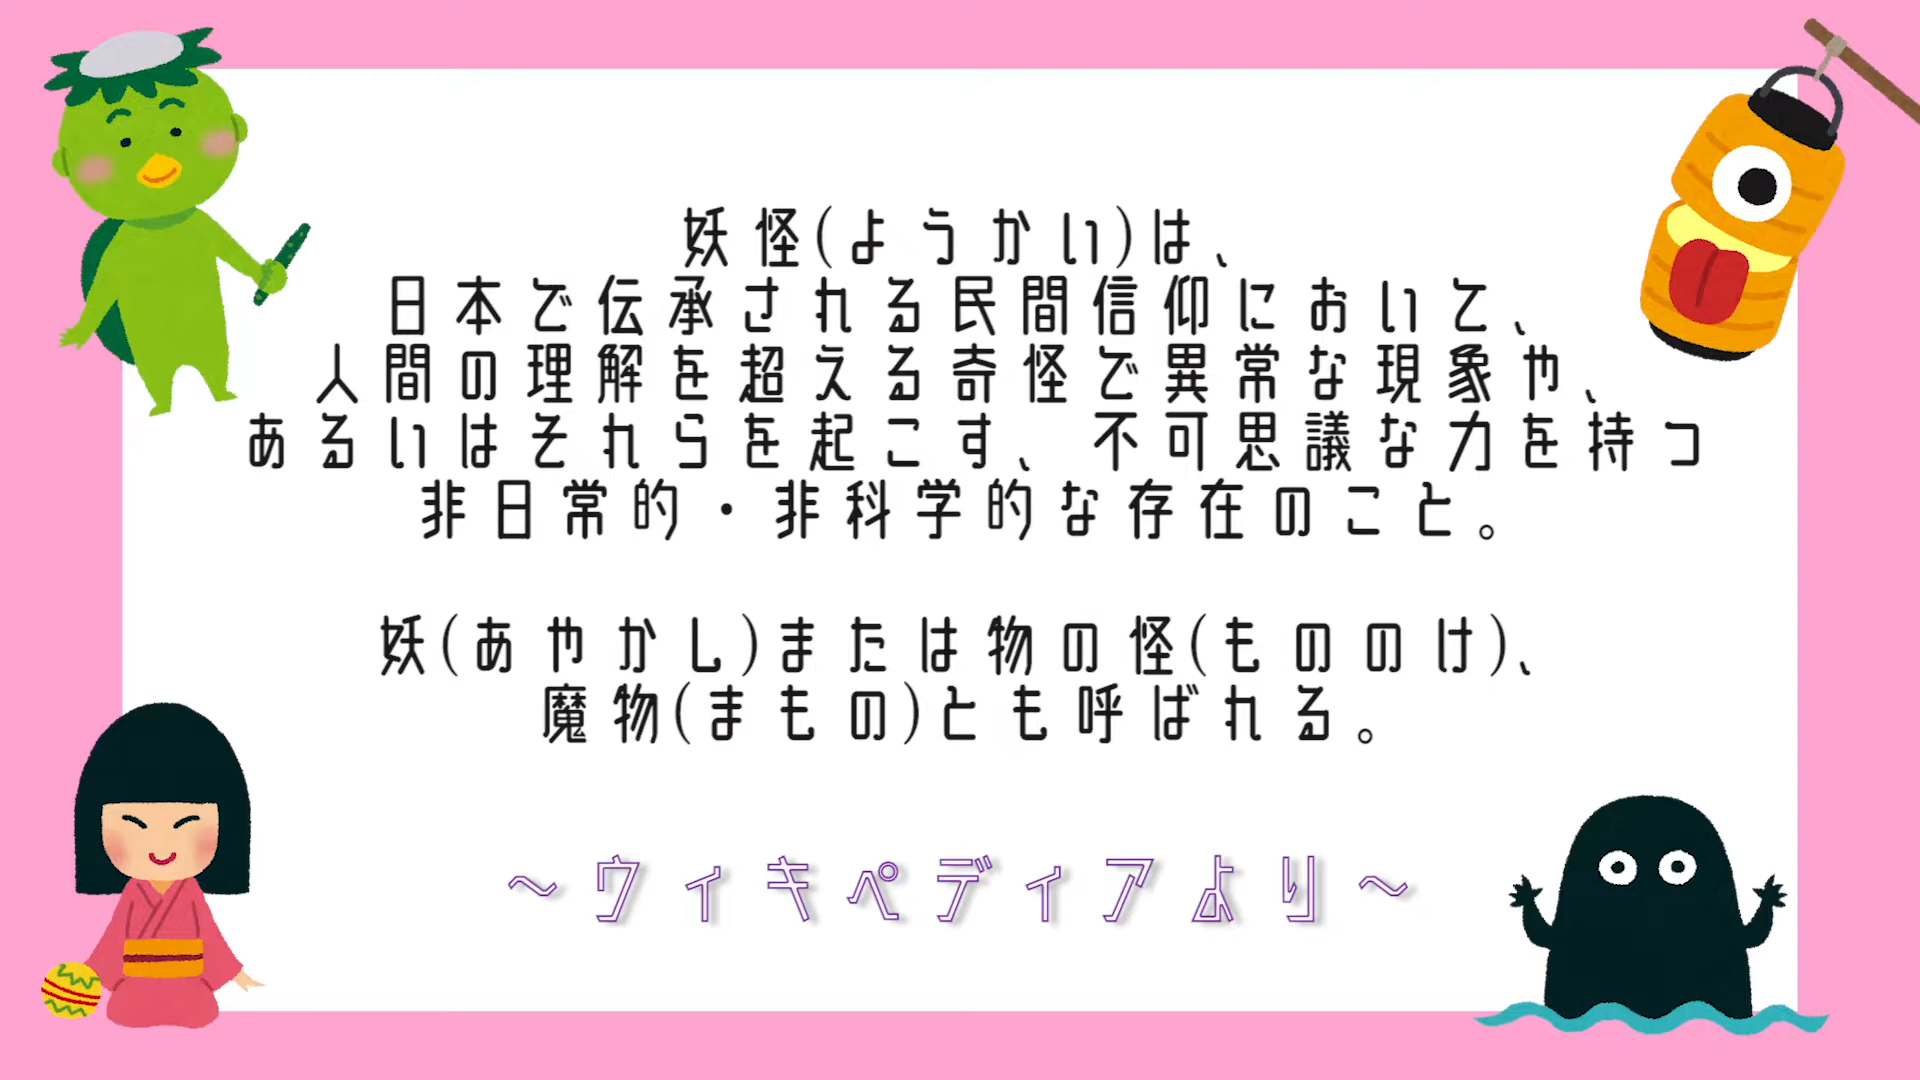 妖怪(ようかい)は、
日本で伝承される民間信仰において、
人間の理解を超える奇怪で異常な現象や、
あるいはそれらを起こす、不可思議な力を持つ
非日常的・非科学的な存在のこと。
妖(あやかし)または物の怪(もののけ)、
魔物(まもの)とも呼ばれる。
～ウィキペディアより～